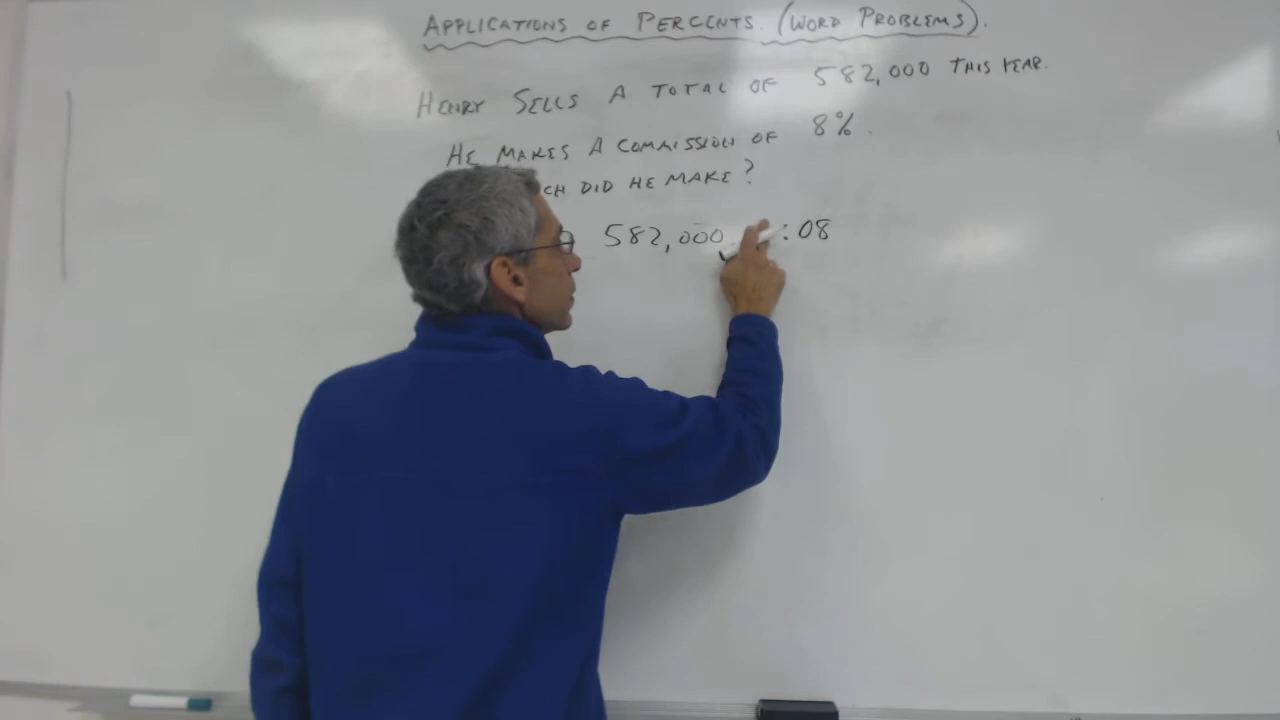 APPLICATIONS OF PERCENTS. (WORD PROBLEMS).
HENRY SELLS A TOTAL OF 582,000 THIS YEAR.
HE MAKES A COMMISSION OF 8%.
CH DID HE MAKE?
582,000 .08